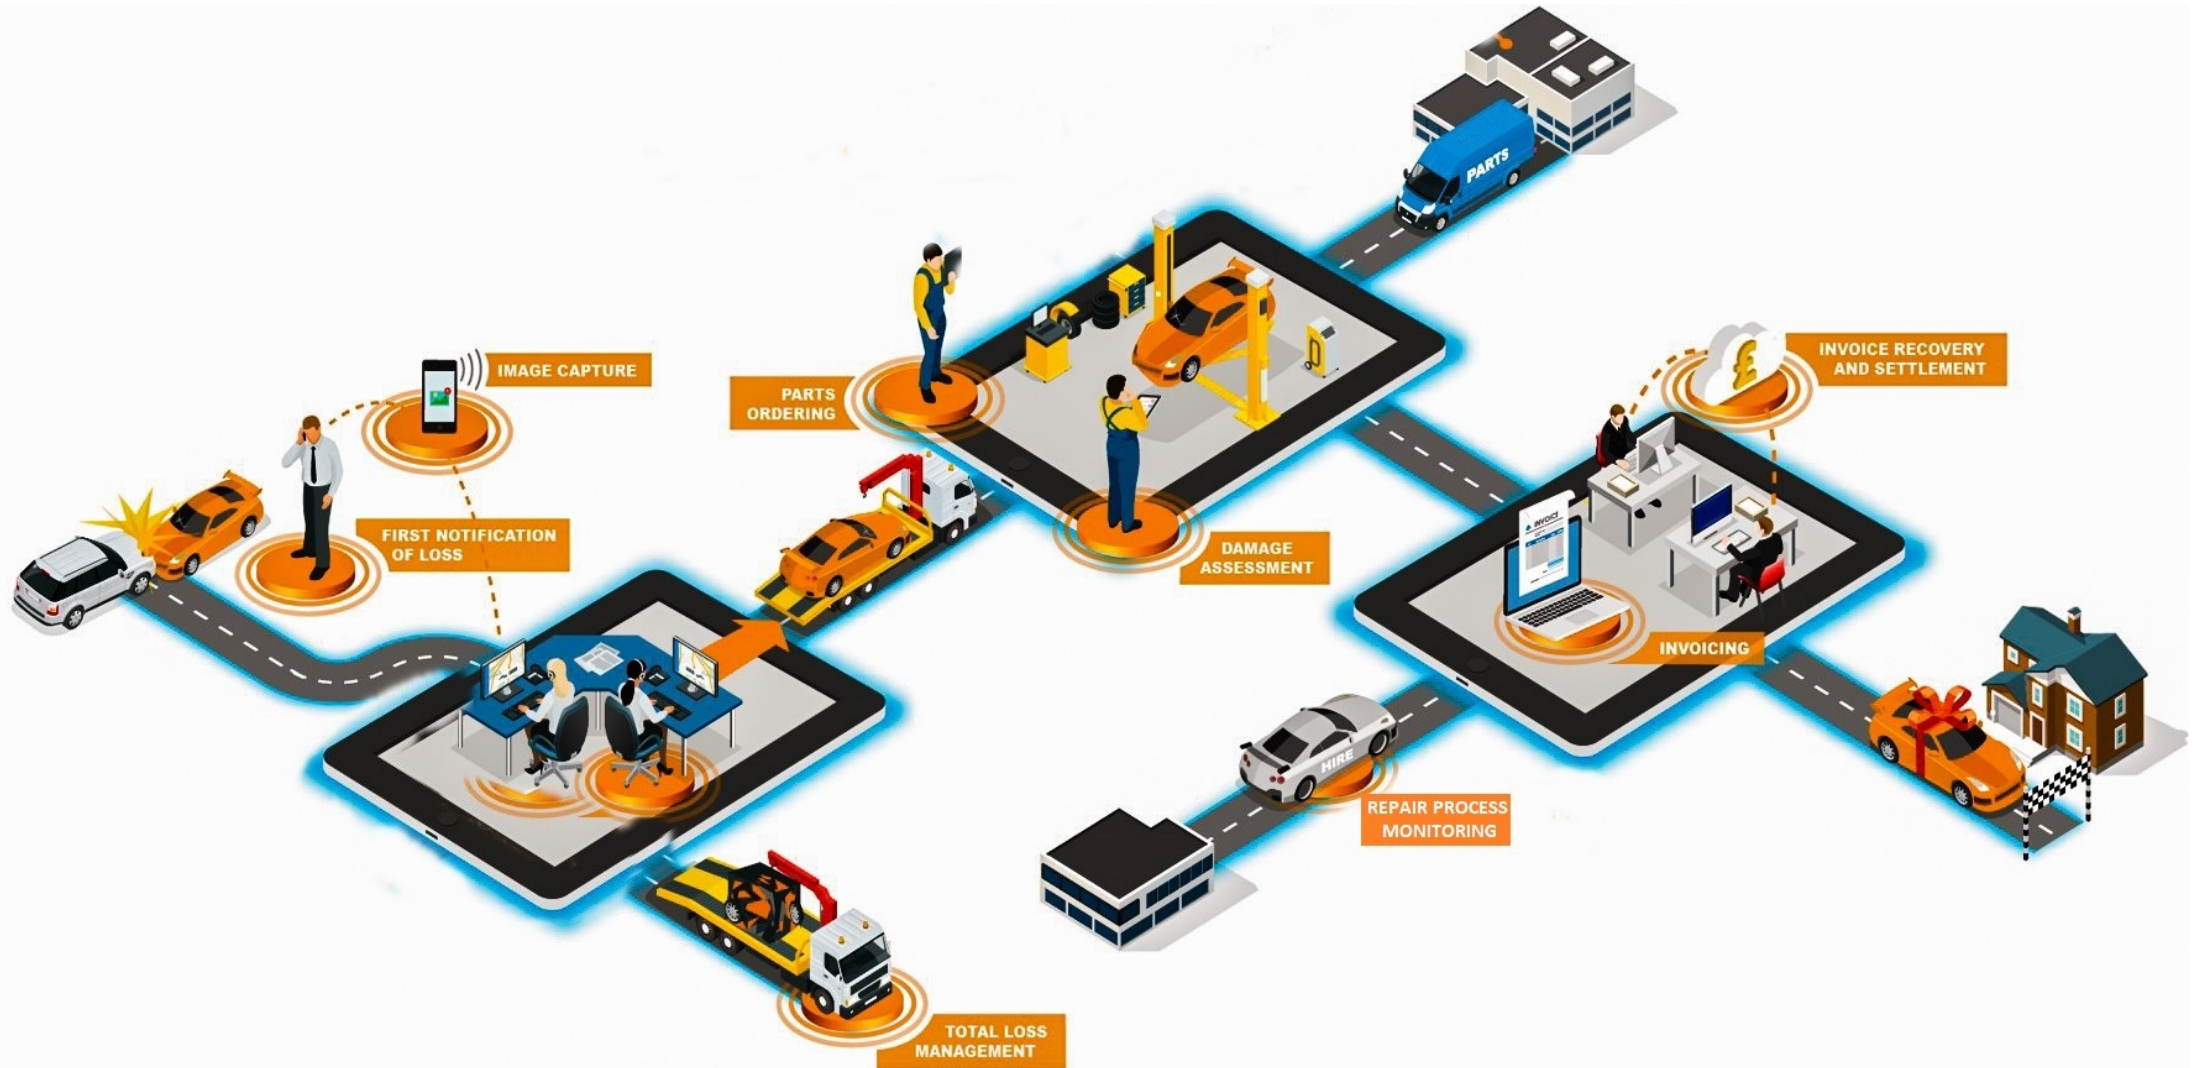 PARTS
IMAGE CAPTURE
INVOICE RECOVERY
AND SETTLEMENT
PARTS
ORDERING
FIRST NOTIFICATION
OF LOSS
INVOICE
DAMAGE
ASSESSMENT
INVOICING
HIRE
REPAIR PROCESS
MONITORING
TOTAL LOSS
MANAGEMENT
£